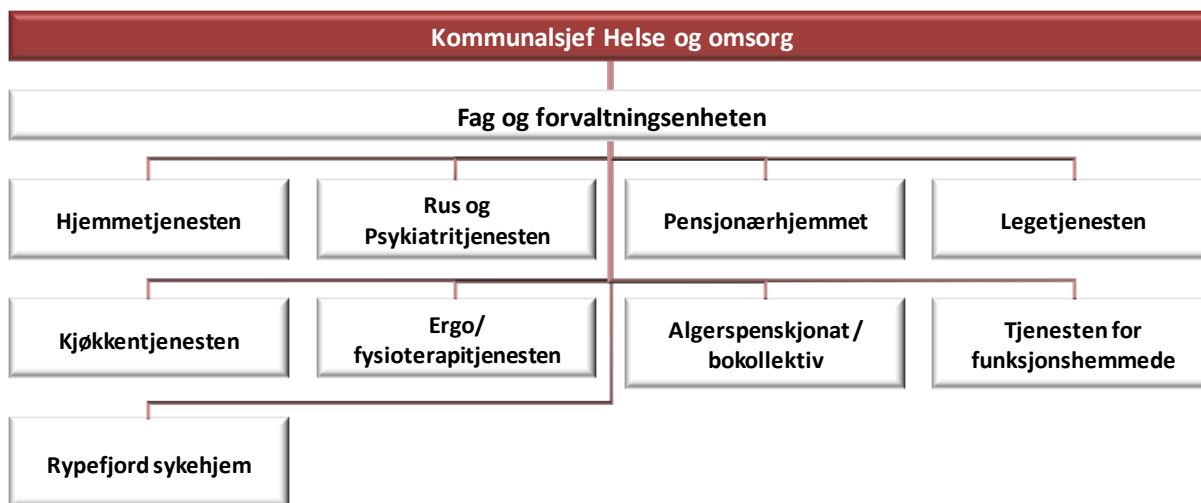 Kommunalsjef Helse og omsorg
Fag og forvaltningsenheten
Hjemmetjenesten
Rus og
Psykiatritjenesten
Pensjonærhjemmet
Legetjenesten
Kjøkkentjenesten
Ergo/
fysioterapitjenesten
Algerspenskjonat /
bokollektiv
Tjenesten for
funksjonshemmede
Rypefjord sykehjem